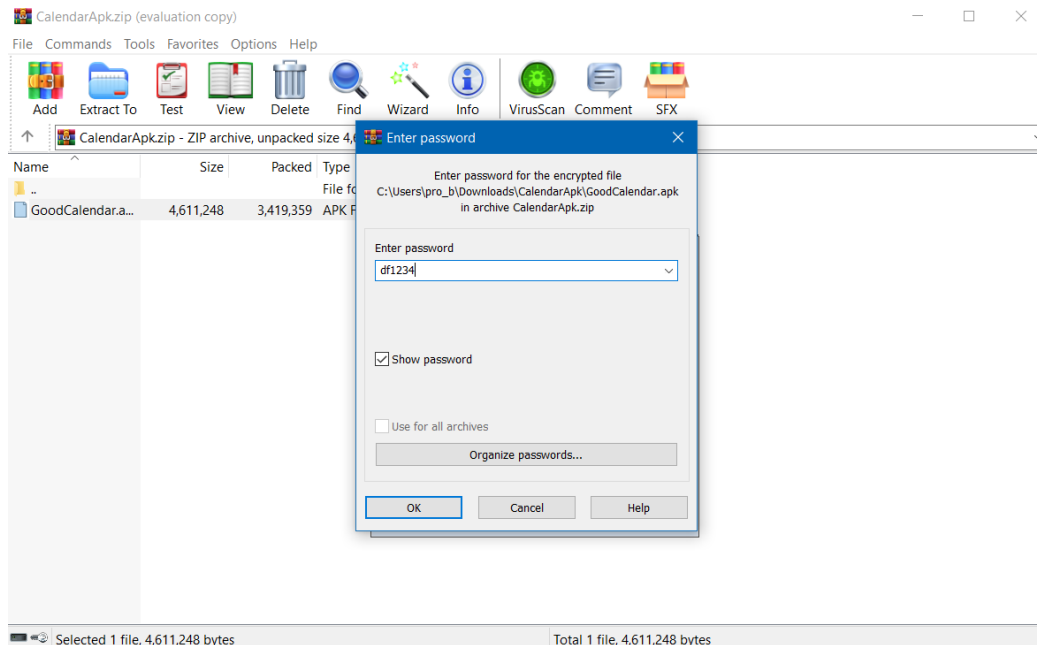 CalendarApk.zip (evaluation copy)
File Commands Tools Favorites Options Help
Add Extract To Test View Delete Find Wizard Info VirusScan Comment SFX
CalendarApk.zip - ZIP archive, unpacked size 4,6
Name Size Packed Type
..
File fo
GoodCalendar.a... 4,611,248 3,419,359 APK F
Enter password
Enter password for the encrypted file
C:\Users\pro_b\Downloads\CalendarApk\GoodCalendar.apk
in archive CalendarApk.zip
Enter password
df1234
Show password
Use for all archives
Organize passwords...
OK Cancel Help
Selected 1 file, 4,611,248 bytes
Total 1 file, 4,611,248 bytes